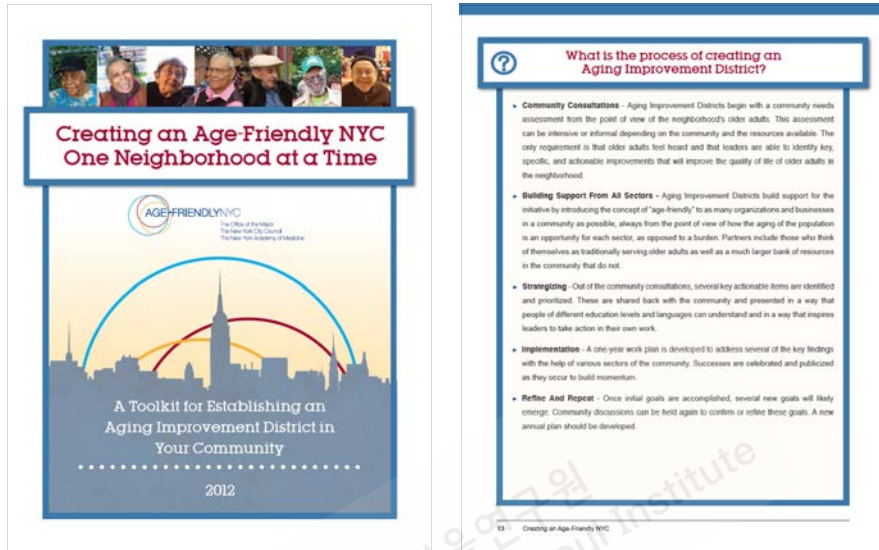 Creating an Age-Friendly NYC
One Neighborhood at a Time
AGE-FRIENDLYNYC
The Office of the Mayor
The New York City Council
The New York Academy of Medicine
A Toolkit for Establishing an
Aging Improvement District in
Your Community
2012
What is the process of creating an
Aging Improvement District?
Community Consultations - Aging Improvement Districts begin with a community needs
assessment from the point of view of the neighborhood's older adults. This assessment
can be intensive or informal depending on the community and the resources available. The
only requirement is that older adults feel heard and that leaders are able to identify key,
specific, and actionable improvements that will improve the quality of life of older adults in
the neighborhood.
Building Support From All Sectors - Aging Improvement Districts build support for the
initiative by introducing the concept of "age-friendly" to as many organizations and businesses
in a community as possible, always from the point of view of how the aging of the population
is an opportunity for each sector, as opposed to a burden. Partners include those who think
of themselves as traditionally serving older adults as well as a much larger bank of resources
in the community that do not.
Strategizing - Out of the community consultations, several key actionable items are identified
and prioritized. These are shared back with the community and presented in a way that
people of different education levels and languages can understand and in a way that inspires
leaders to take action in their own work.
Implementation - A one-year work plan is developed to address several of the key findings
with the help of various sectors of the community. Successes are celebrated and publicized
as they occur to build momentum.
Refine And Repeat - Once initial goals are accomplished, several new goals will likely
emerge. Community discussions can be held again to confirm or refine these goals. A new
annual plan should be developed.
13 Creating an Age-Friendly NYC